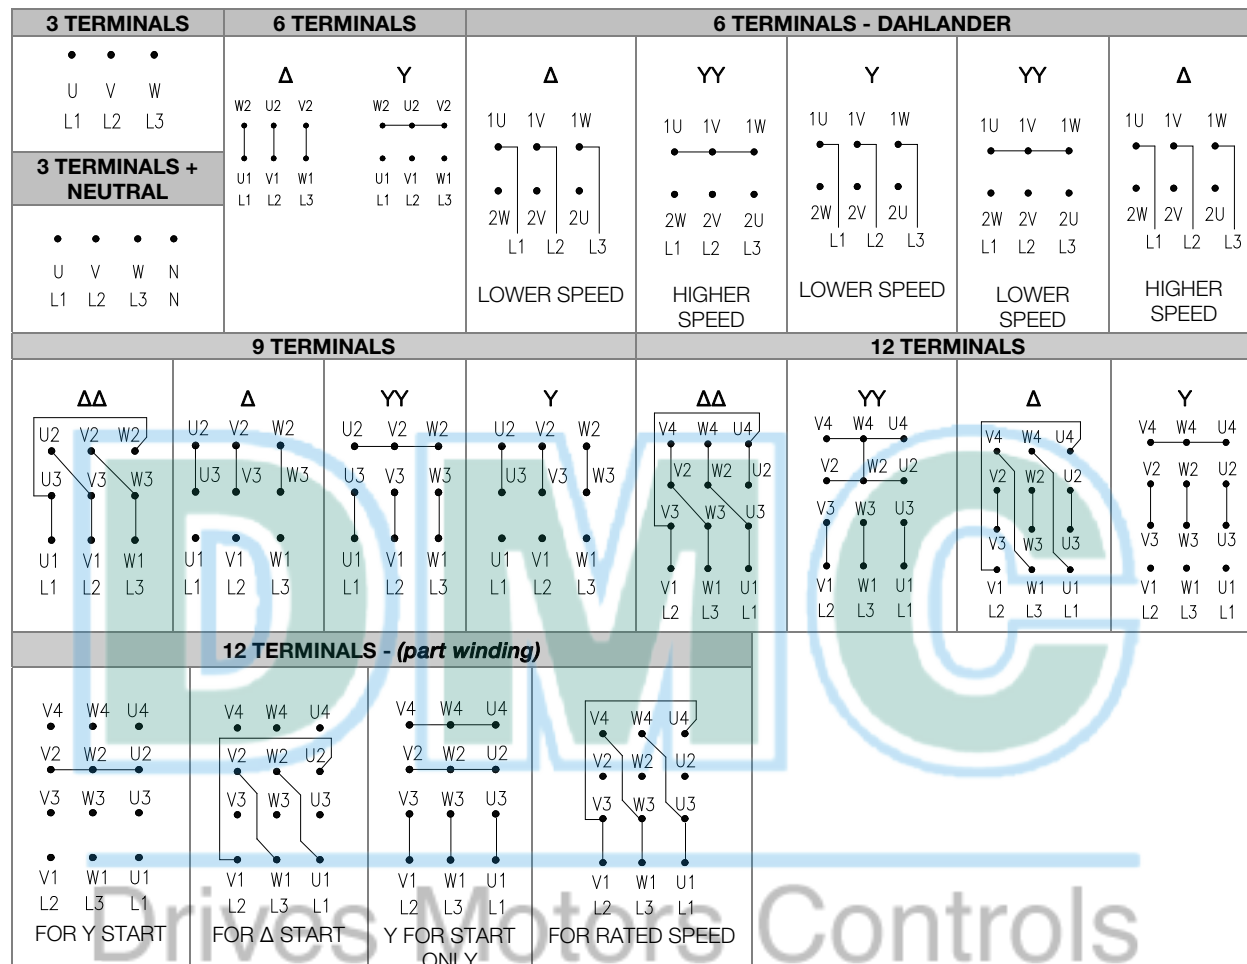 3 TERMINALS
U V W
L1 L2 L3
3 TERMINALS +
NEUTRAL
U V W N
L1 L2 L3 N
6 TERMINALS
Δ
W2 U2 V2
U1 V1 W1
L1 L2 L3
Y
W2 U2 V2
U1 V1 W1
L1 L2 L3
6 TERMINALS - DAHLANDER
Δ
1U 1V 1W
2W 2V 2U
L1 L2 L3
LOWER SPEED
YY
1U 1V 1W
2W 2V 2U
L1 L2 L3
HIGHER
SPEED
Y
1U 1V 1W
2W 2V 2U
L1 L2 L3
LOWER SPEED
YY
1U 1V 1W
2W 2V 2U
L1 L2 L3
LOWER
SPEED
Δ
1U 1V 1W
2W 2V 2U
L1 L2 L3
HIGHER
SPEED
9 TERMINALS
ΔΔ
U2 V2 W2
U3 V3 W3
U1 V1 W1
L1 L2 L3
Δ
U2 V2 W2
U3 V3 W3
U1 V1 W1
L1 L2 L3
YY
U2 V2 W2
U3 V3 W3
U1 V1 W1
L1 L2 L3
Y
U2 V2 W2
U3 V3 W3
U1 V1 W1
L1 L2 L3
12 TERMINALS
ΔΔ
V4 W4 U4
V2 W2 U2
V3 W3 U3
V1 W1 U1
L2 L3 L1
YY
V4 W4 U4
V2 W2 U2
V3 W3 U3
V1 W1 U1
L2 L3 L1
Δ
V4 W4 U4
V2 W2 U2
V3 W3 U3
V1 W1 U1
L2 L3 L1
Y
V4 W4 U4
V2 W2 U2
V3 W3 U3
V1 W1 U1
L2 L3 L1
12 TERMINALS - (part winding)
V4 W4 U4
V2 W2 U2
V3 W3 U3
V1 W1 U1
L2 L3 L1
FOR Y START
V4 W4 U4
V2 W2 U2
V3 W3 U3
V1 W1 U1
L2 L3 L1
FOR Δ START
V4 W4 U4
V2 W2 U2
V3 W3 U3
V1 W1 U1
L2 L3 L1
Y FOR START
ONLY
V4 W4 U4
V2 W2 U2
V3 W3 U3
V1 W1 U1
L2 L3 L1
FOR RATED SPEED
DMC
Drives Motors Controls